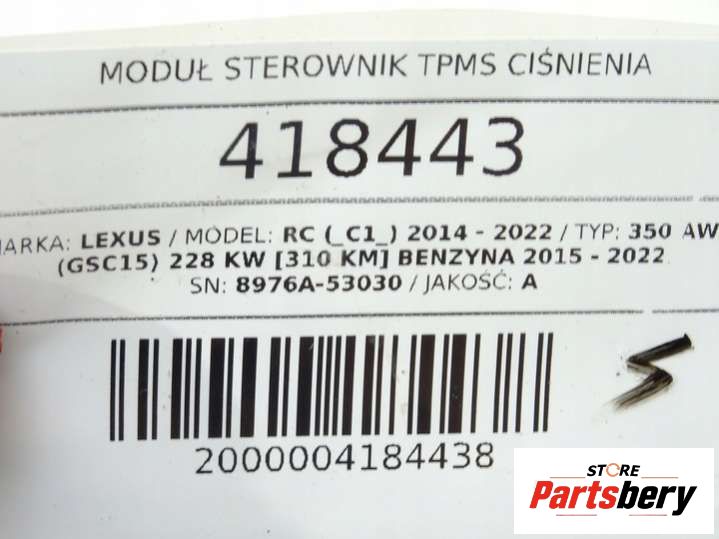 MODUŁ STEROWNIK TPMS CIŚNIENIA
418443
ARKA: LEXUS / MODEL: RC (_C1_) 2014 - 2022 / TYP: 350 AW
(GSC15) 228 KW [310 KM] BENZYNA 2015 - 2022
SN: 8976A-53030 / JAKOŚĆ: A
2000004184438
STORE
Partsbery